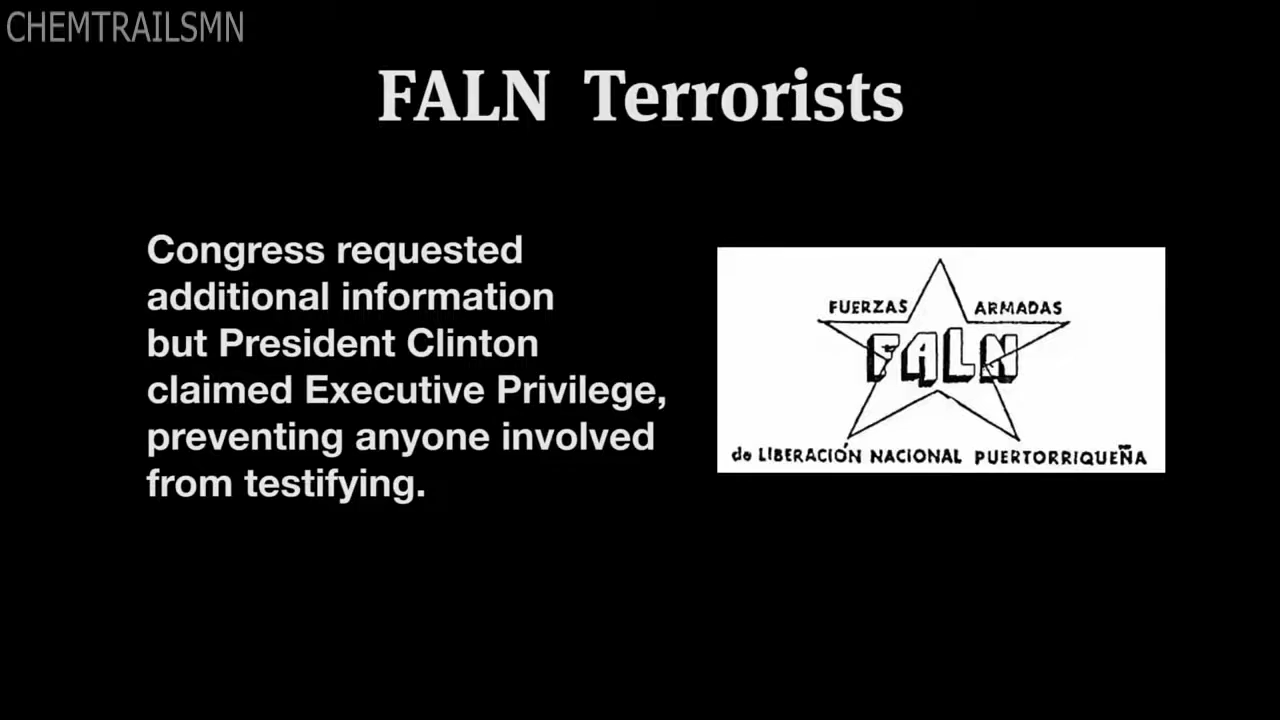 CHEMTRAILSMN
FALN Terrorists
Congress requested
additional information
but President Clinton
claimed Executive Privilege,
preventing anyone involved
from testifying.
FUERZAS ARMADAS
FALN
de LIBERACIÓN NACIONAL PUERTORRIQUEÑA